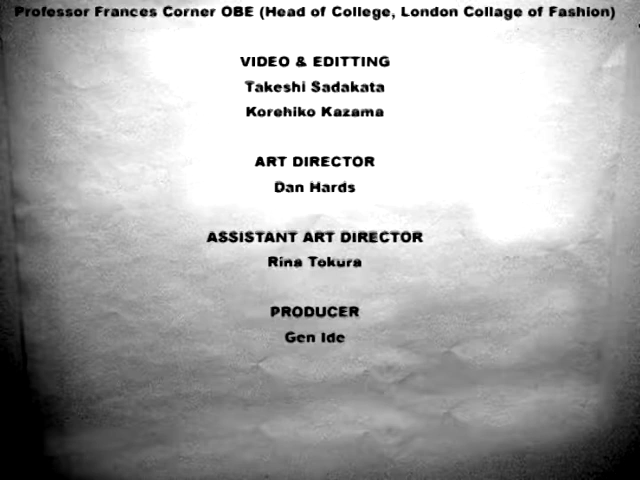 Professor Frances Corner OBE (Head of College, London Collage of Fashion)
VIDEO & EDITTING
Takeshi Sadakata
Korehiko Kazama
ART DIRECTOR
Dan Hards
ASSISTANT ART DIRECTOR
Rina Tokura
PRODUCER
Gen Ide